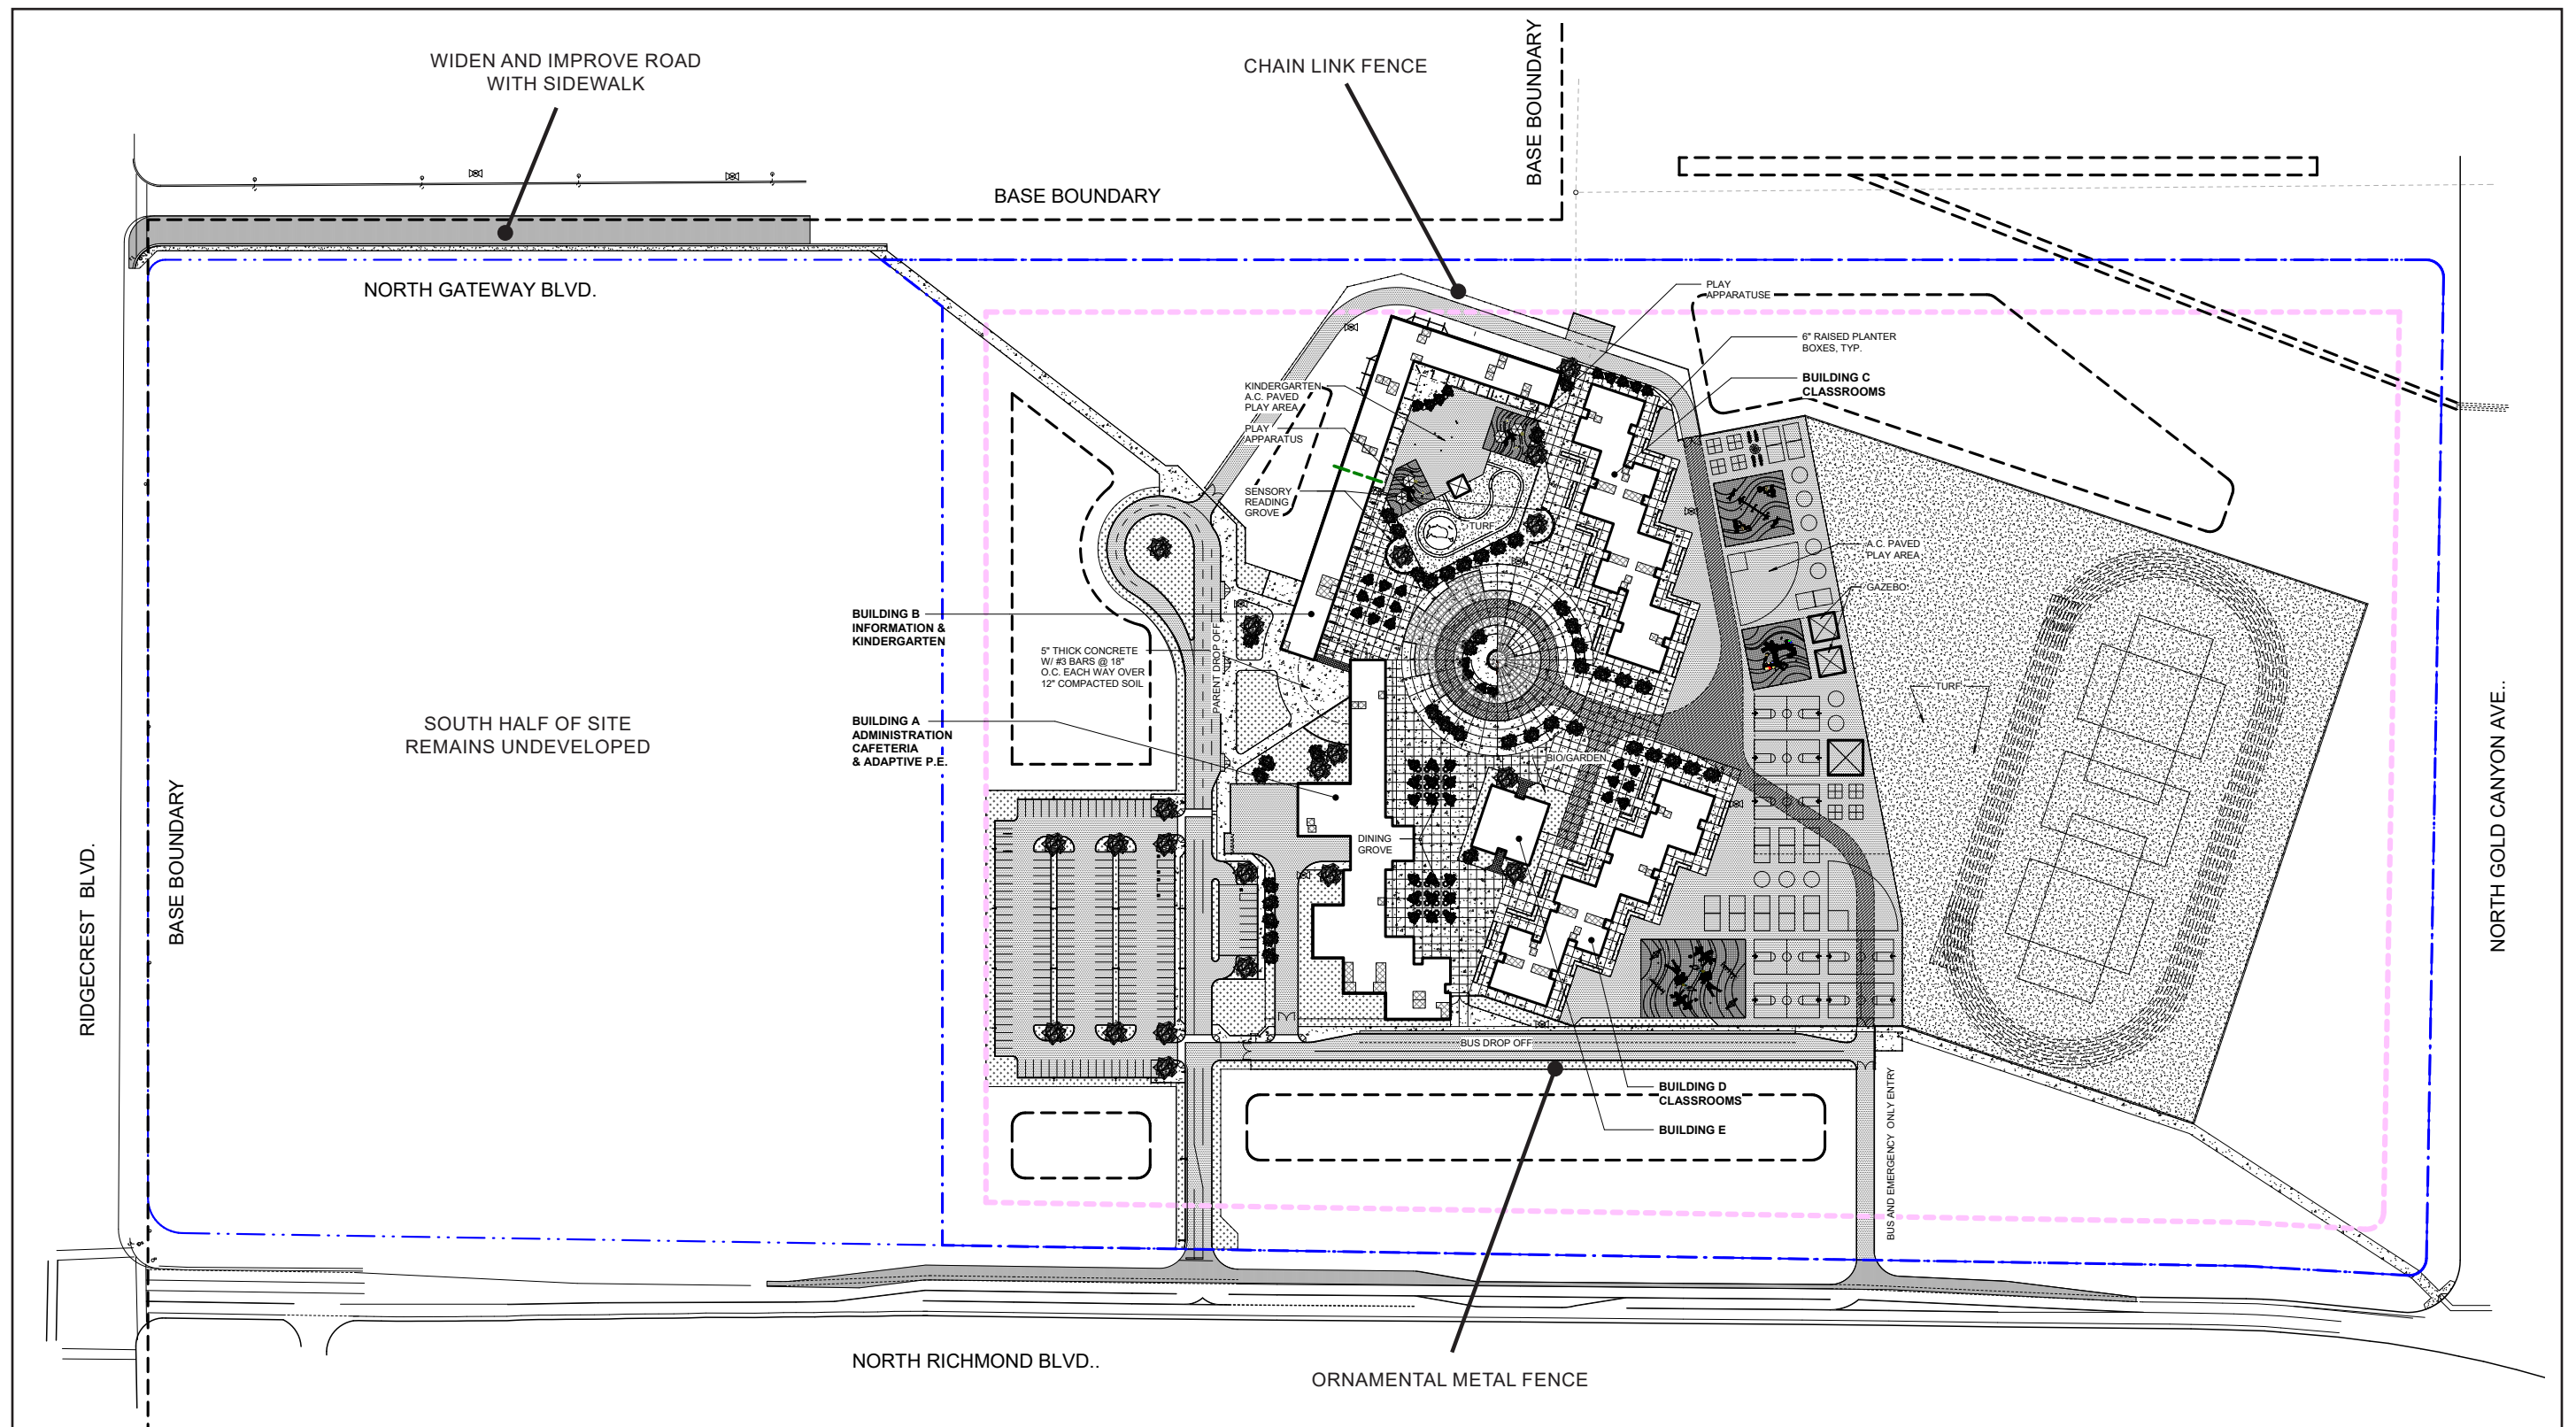 WIDEN AND IMPROVE ROAD
WITH SIDEWALK
CHAIN LINK FENCE
BASE BOUNDARY
BASE BOUNDARY
NORTH GATEWAY BLVD.
PLAY
APPARATUSE
6" RAISED PLANTER
BOXES, TYP.
BUILDING C
CLASSROOMS
KINDERGARTEN
A.C. PAVED
PLAY AREA
PLAY
APPARATUS
SENSORY
READING
GROVE
TURF
A.C. PAVED
PLAY AREA
GAZEBO
BUILDING B
INFORMATION &
KINDERGARTEN
5" THICK CONCRETE
W/ #3 BARS @ 18"
O.C. EACH WAY OVER
12" COMPACTED SOIL
PARENT DROP OFF
TURF
SOUTH HALF OF SITE
REMAINS UNDEVELOPED
BUILDING A
ADMINISTRATION
CAFETERIA
& ADAPTIVE P.E.
BIO/GARDEN
DINING
GROVE
RIDGECREST BLVD.
BASE BOUNDARY
NORTH GOLD CANYON AVE..
BUS DROP OFF
BUILDING D
CLASSROOMS
BUILDING E
BUS AND EMERGENCY ONLY ENTRY
NORTH RICHMOND BLVD..
ORNAMENTAL METAL FENCE